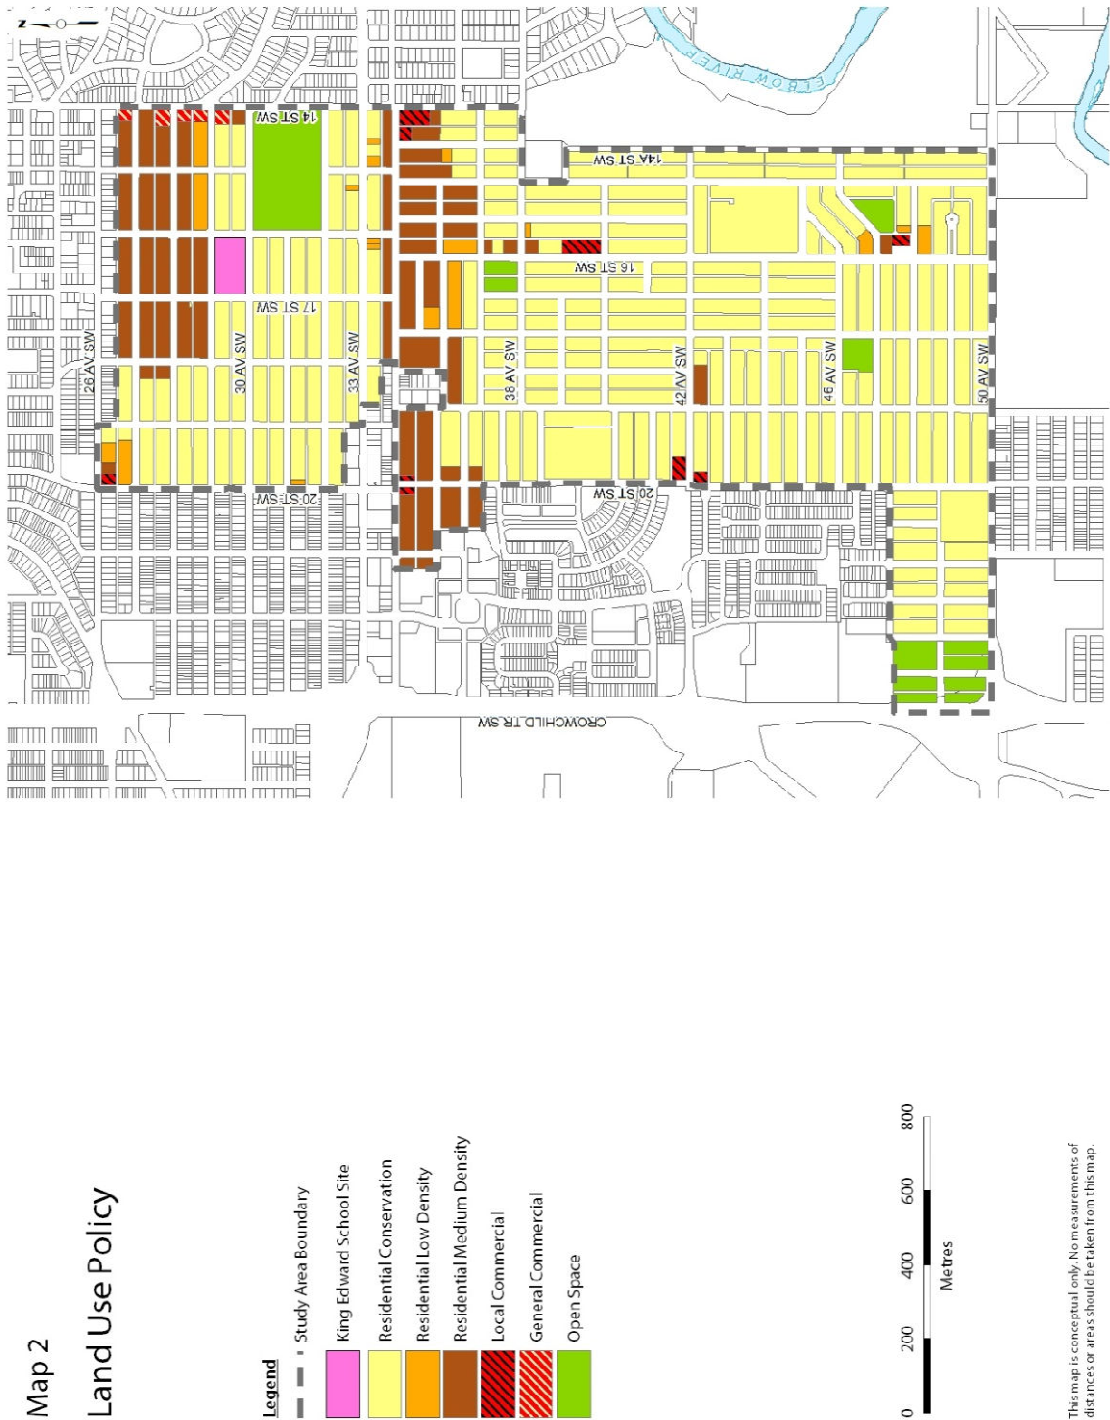 Map 2
Land Use Policy
Legend
Study Area Boundary
King Edward School Site
Residential Conservation
Residential Low Density
Residential Medium Density
Local Commercial
General Commercial
Open Space
0 200 400 600 800
Metres
This map is conceptual only. No measurements of
distances or areas should be taken from this map.
N
ELBOW RIVER
14 ST SW
14A ST SW
16 ST SW
17 ST SW
20 ST SW
20 ST SW
CROWCHILD TR SW
26 AV SW
30 AV SW
33 AV SW
38 AV SW
42 AV SW
46 AV SW
50 AV SW